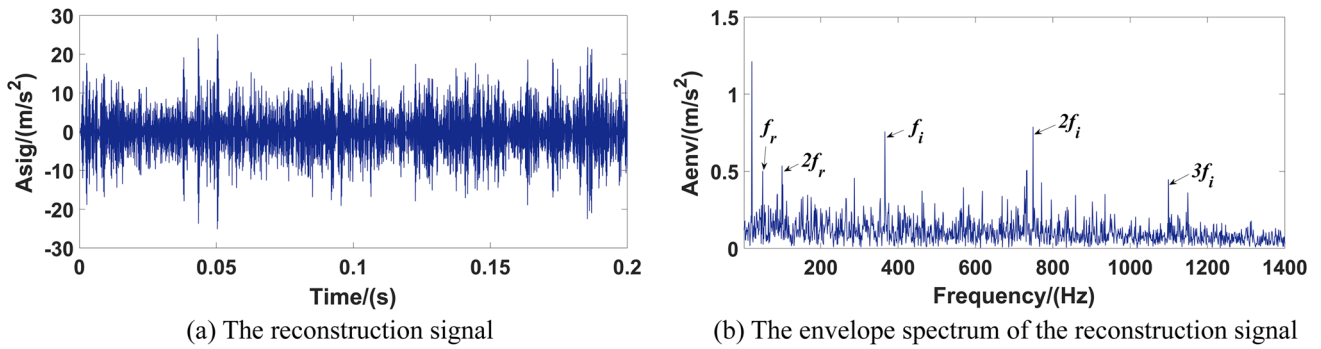 30
20
10
0
-10
-20
-30
Asig/(m/s²)
0
0.05
0.1
0.15
0.2
Time/(s)
(a) The reconstruction signal
1.5
1
0.5
0
Aenv/(m/s²)
fᵣ
2fᵣ
fᵢ
2fᵢ
3fᵢ
200
400
600
800
1000
1200
1400
Frequency/(Hz)
(b) The envelope spectrum of the reconstruction signal